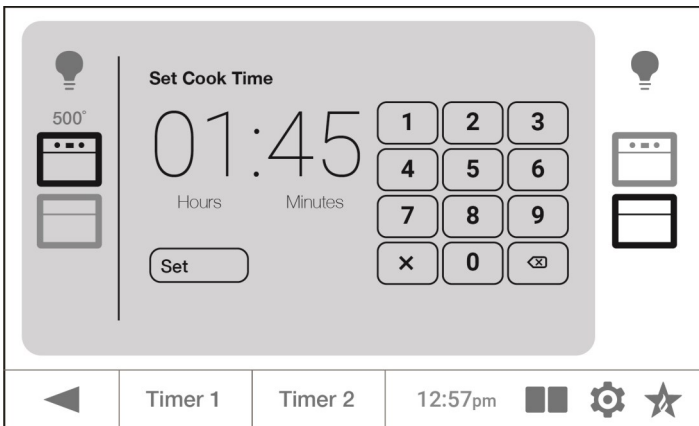 Set Cook Time
500°
01:45
Hours Minutes
1 2 3
4 5 6
7 8 9
× 0
Set
Timer 1 Timer 2 12:57pm